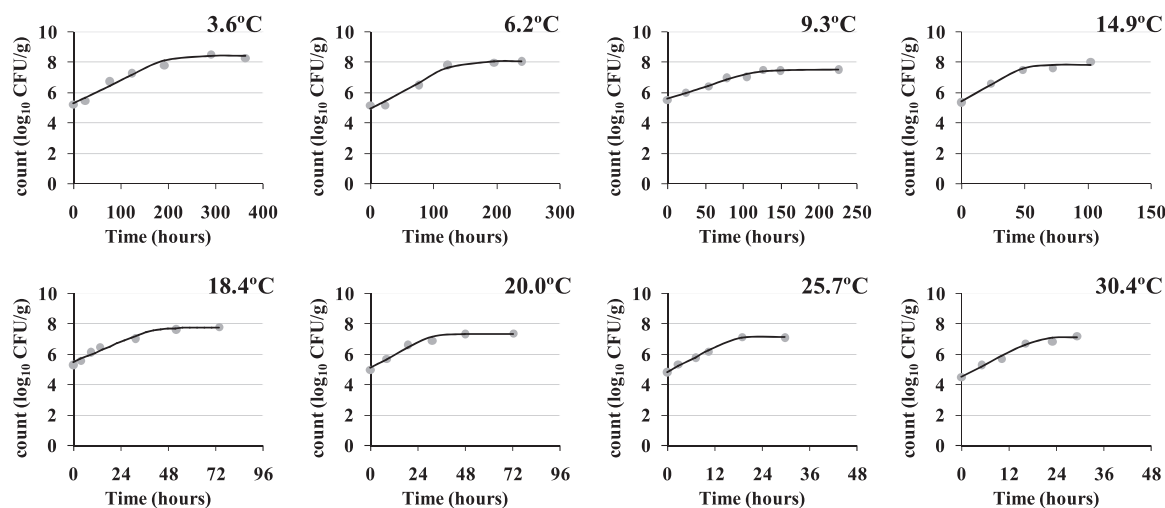 3.6ºC
count (log10 CFU/g)
10
8
6
4
2
0
0 100 200 300 400
Time (hours)
6.2ºC
count (log10 CFU/g)
10
8
6
4
2
0
0 100 200 300
Time (hours)
9.3ºC
count (log10 CFU/g)
10
8
6
4
2
0
0 50 100 150 200 250
Time (hours)
14.9ºC
count (log10 CFU/g)
10
8
6
4
2
0
0 50 100 150
Time (hours)
18.4ºC
count (log10 CFU/g)
10
8
6
4
2
0
0 24 48 72 96
Time (hours)
20.0ºC
count (log10 CFU/g)
10
8
6
4
2
0
0 24 48 72 96
Time (hours)
25.7ºC
count (log10 CFU/g)
10
8
6
4
2
0
0 12 24 36 48
Time (hours)
30.4ºC
count (log10 CFU/g)
10
8
6
4
2
0
0 12 24 36 48
Time (hours)